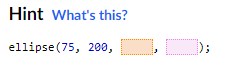 Hint What's this?
ellipse(75, 200, , );